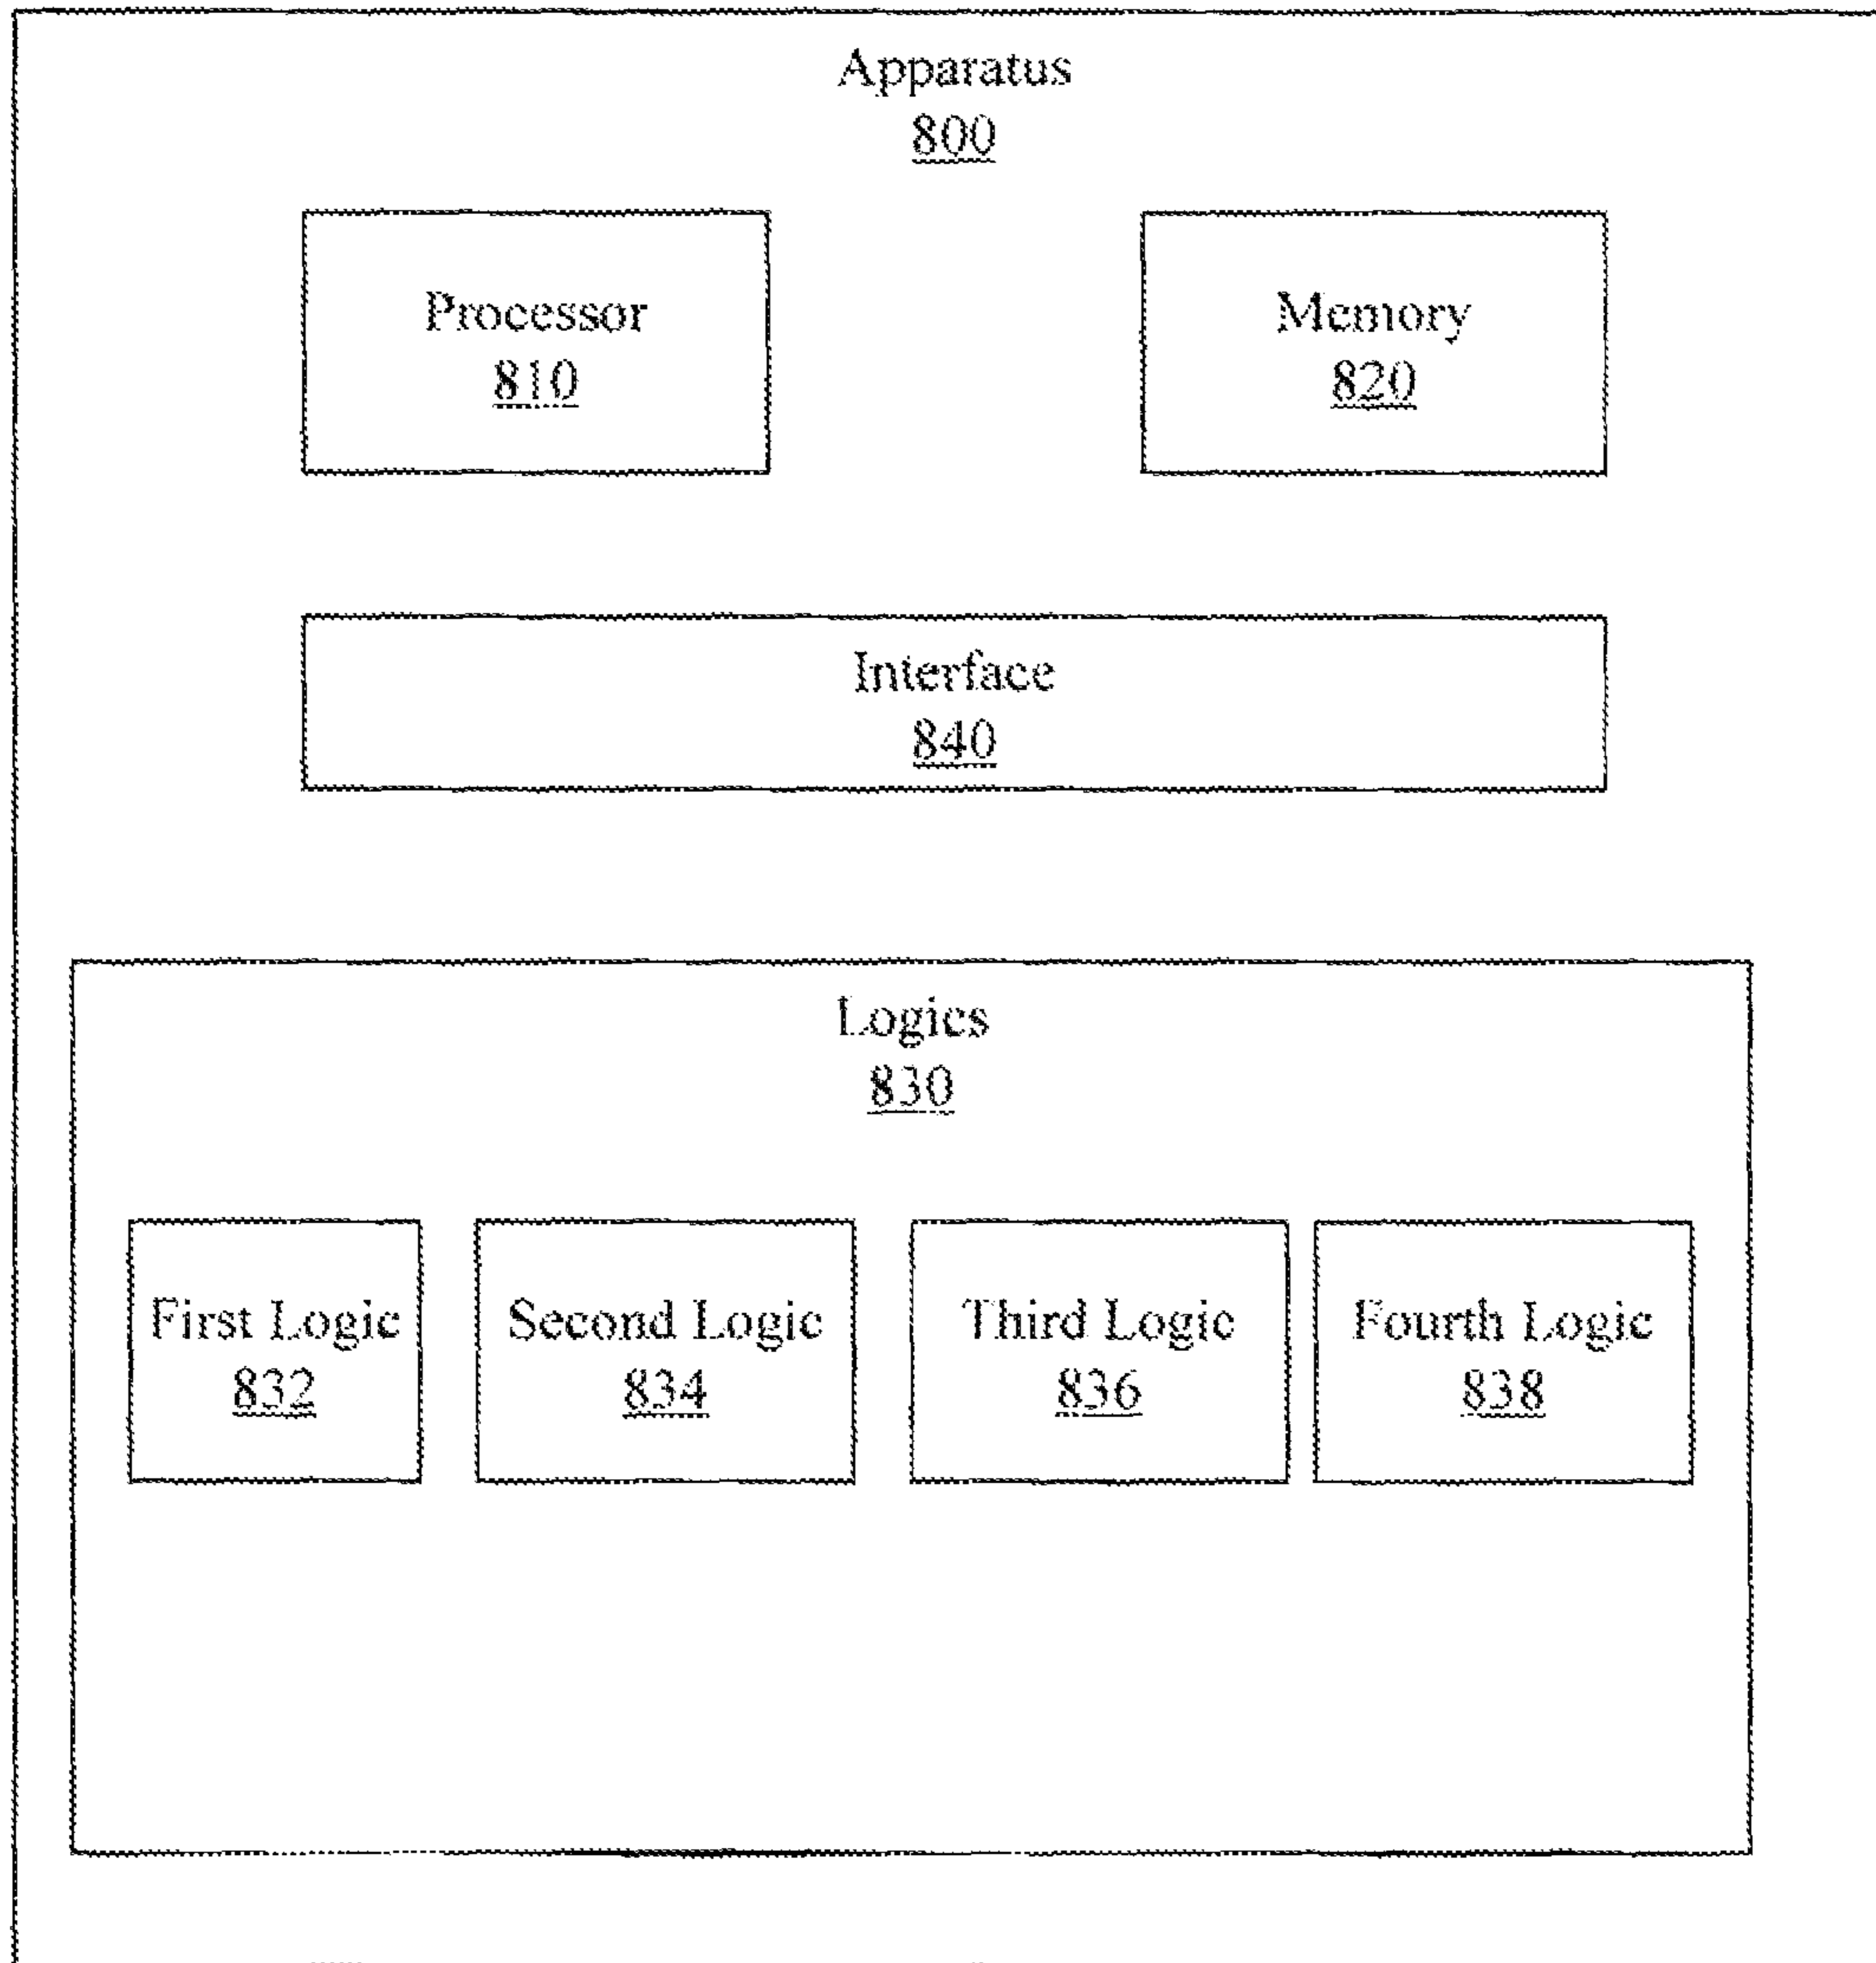 Apparatus
800
Processor
810
Memory
820
Interface
840
Logics
830
First Logic
832
Second Logic
834
Third Logic
836
Fourth Logic
838